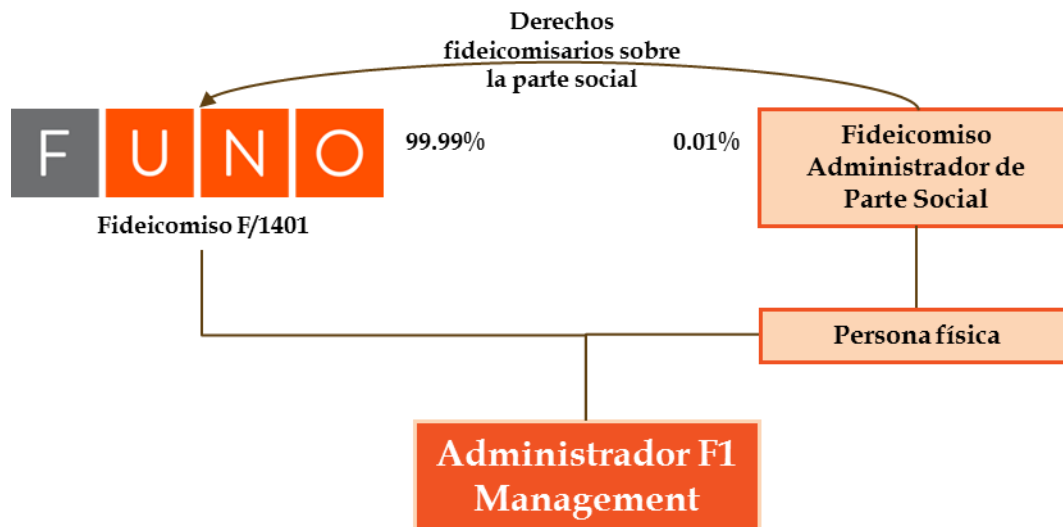 Derechos
fideicomisarios sobre
la parte social
FUNO
99.99%
0.01%
Fideicomiso
Administrador de
Parte Social
Fideicomiso F/1401
Persona física
Administrador F1
Management